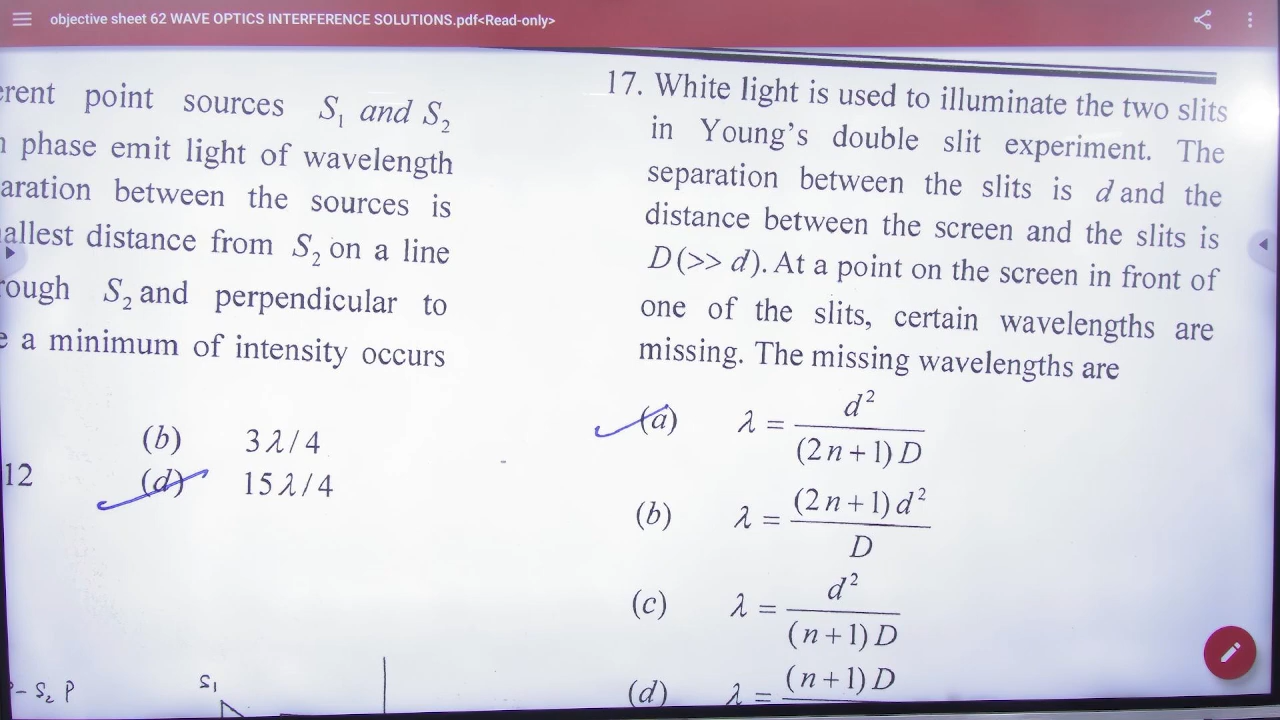 objective sheet 62 WAVE OPTICS INTERFERENCE SOLUTIONS.pdf<Read-only>
point sources S₁ and S₂
phase emit light of wavelength
between the sources is
distance from S₂ on a line
S₂ and perpendicular to
a minimum of intensity occurs
(b) 3λ/4
12 (d) 15λ/4
- S₂ P S₁
17. White light is used to illuminate the two slits
in Young's double slit experiment. The
separation between the slits is d and the
distance between the screen and the slits is
D(>> d). At a point on the screen in front of
one of the slits, certain wavelengths are
missing. The missing wavelengths are
(a) λ = d² / (2n+1)D
(b) λ = (2n+1)d² / D
(c) λ = d² / (n+1)D
(d) λ = (n+1)D